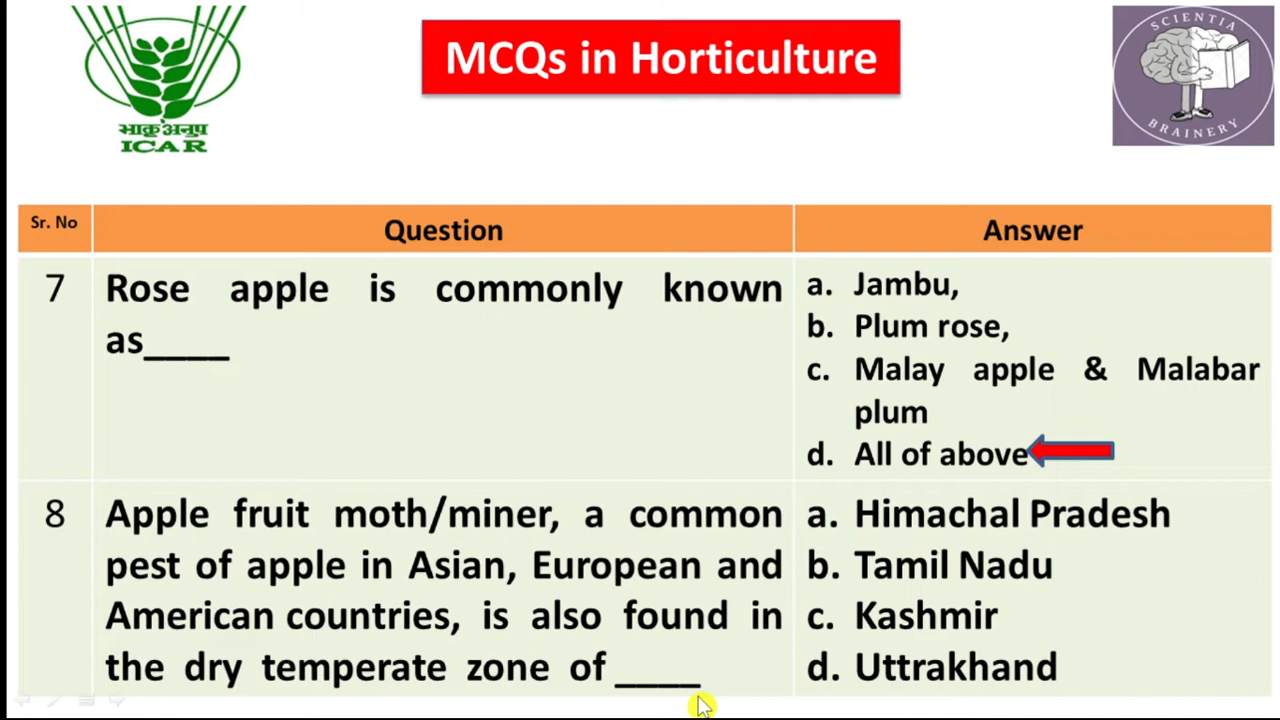 भाकृअनुप
ICAR
MCQs in Horticulture
SCIENTIA
BRAINERY
Sr. No Question Answer
7 Rose apple is commonly known
as____
a. Jambu,
b. Plum rose,
c. Malay apple & Malabar
plum
d. All of above
8 Apple fruit moth/miner, a common
pest of apple in Asian, European and
American countries, is also found in
the dry temperate zone of ____
a. Himachal Pradesh
b. Tamil Nadu
c. Kashmir
d. Uttrakhand